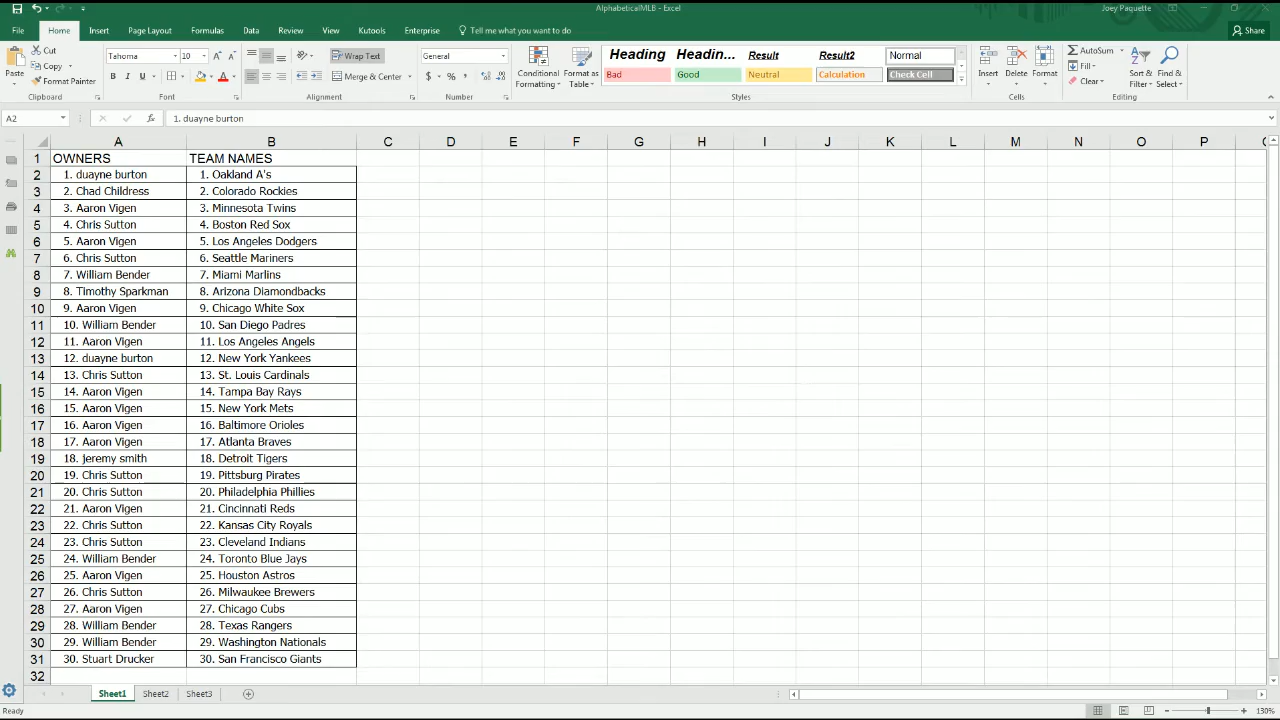 AlphabeticalMLB - Excel
Joey Paquette
File Home Insert Page Layout Formulas Data Review View Kutools Enterprise Tell me what you want to do
Share
Paste
Cut
Copy
Format Painter
Clipboard
Tahoma 10
B I U
Font
Wrap Text
Merge & Center
Alignment
General
$ % ,
Number
Conditional Formatting
Format as Table
Heading Headin... Result Result2 Normal
Bad Good Neutral Calculation Check Cell
Styles
Insert Delete Format
Cells
AutoSum
Fill
Clear
Sort & Filter
Find & Select
Editing
A2 fx 1. duayne burton
A B C D E F G H I J K L M N O P
1 OWNERS TEAM NAMES
2 1. duayne burton 1. Oakland A's
3 2. Chad Childress 2. Colorado Rockies
4 3. Aaron Vigen 3. Minnesota Twins
5 4. Chris Sutton 4. Boston Red Sox
6 5. Aaron Vigen 5. Los Angeles Dodgers
7 6. Chris Sutton 6. Seattle Mariners
8 7. William Bender 7. Miami Marlins
9 8. Timothy Sparkman 8. Arizona Diamondbacks
10 9. Aaron Vigen 9. Chicago White Sox
11 10. William Bender 10. San Diego Padres
12 11. Aaron Vigen 11. Los Angeles Angels
13 12. duayne burton 12. New York Yankees
14 13. Chris Sutton 13. St. Louis Cardinals
15 14. Aaron Vigen 14. Tampa Bay Rays
16 15. Aaron Vigen 15. New York Mets
17 16. Aaron Vigen 16. Baltimore Orioles
18 17. Aaron Vigen 17. Atlanta Braves
19 18. jeremy smith 18. Detroit Tigers
20 19. Chris Sutton 19. Pittsburg Pirates
21 20. Chris Sutton 20. Philadelphia Phillies
22 21. Aaron Vigen 21. Cincinnati Reds
23 22. Chris Sutton 22. Kansas City Royals
24 23. Chris Sutton 23. Cleveland Indians
25 24. William Bender 24. Toronto Blue Jays
26 25. Aaron Vigen 25. Houston Astros
27 26. Chris Sutton 26. Milwaukee Brewers
28 27. Aaron Vigen 27. Chicago Cubs
29 28. William Bender 28. Texas Rangers
30 29. William Bender 29. Washington Nationals
31 30. Stuart Drucker 30. San Francisco Giants
32
Sheet1 Sheet2 Sheet3
Ready
130%